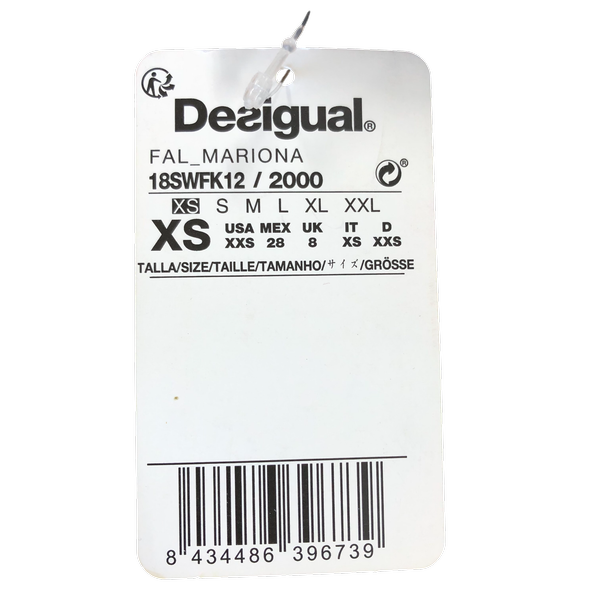 Desigual®
FAL_MARIONA
18SWFK12 / 2000
®
XS S M L XL XXL
XS USA MEX UK IT D
XXS 28 8 XS XXS
TALLA/SIZE/TAILLE/TAMANHO/サイズ/GRÖSSE
8 434486 396739